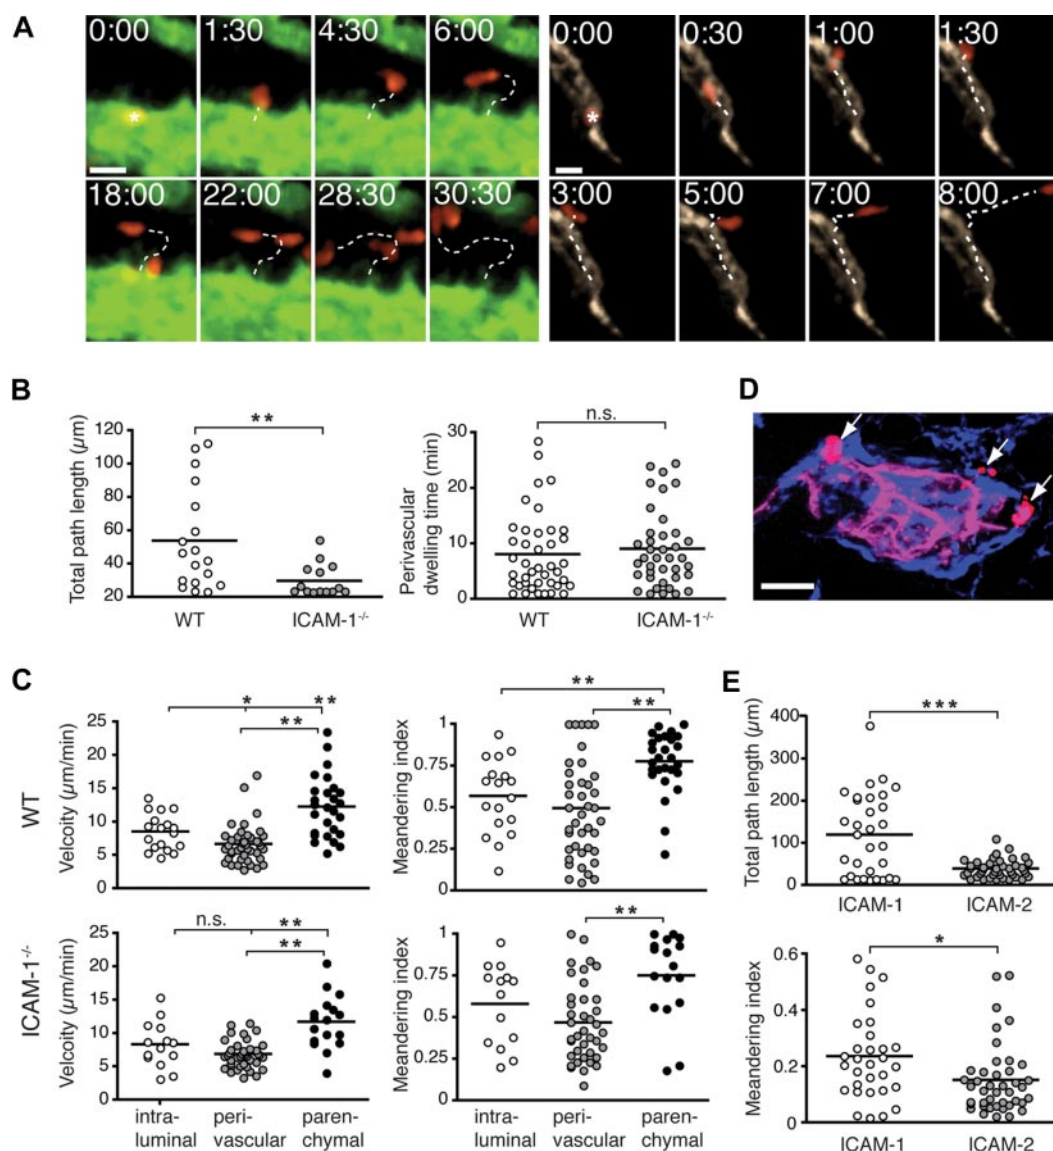 A
0:00 1:30 4:30 6:00 0:00 0:30 1:00 1:30
*
*
18:00 22:00 28:30 30:30 3:00 5:00 7:00 8:00
B
Total path length (µm)
120
100
80
60
40
20
**
WT ICAM-1-/-
Perivascular
dwelling time (min)
30
20
10
0
n.s.
WT ICAM-1-/-
D
C
WT
Velcoity (µm/min)
25
20
15
10
5
0
* **
**
Meandering index
1
0.75
0.5
0.25
0
**
**
ICAM-1-/-
Velcoity (µm/min)
25
20
15
10
5
0
n.s. **
**
intra-
luminal
peri-
vascular
paren-
chymal
Meandering index
1
0.75
0.5
0.25
0
**
intra-
luminal
peri-
vascular
paren-
chymal
E
Total path length (µm)
400
300
200
100
0
***
ICAM-1 ICAM-2
Meandering index
0.6
0.4
0.2
0
*
ICAM-1 ICAM-2